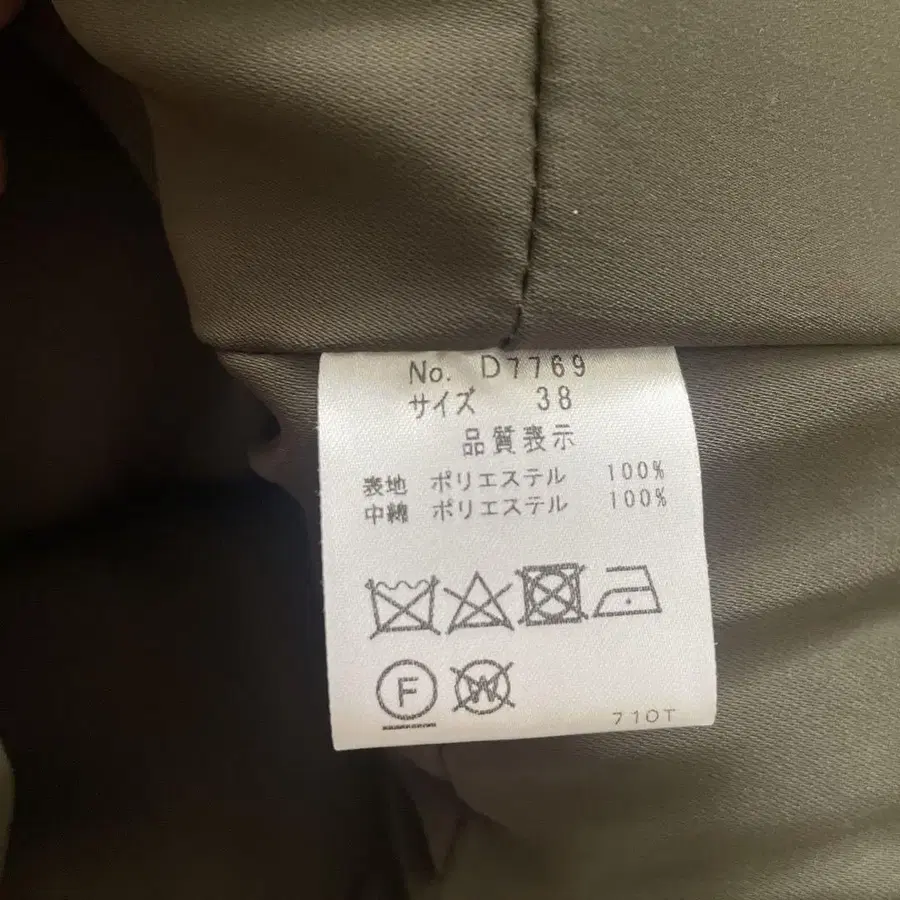 No. D7769
サイズ 38
品質表示
表地 ポリエステル 100%
中綿 ポリエステル 100%
F W
710T